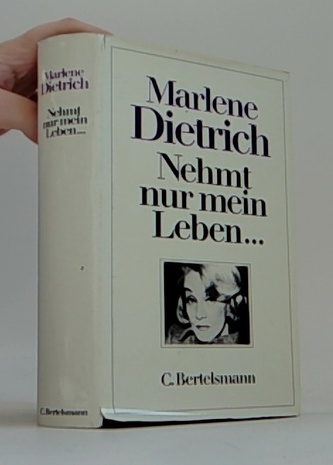 Marlene
Dietrich
Nehmt
nur mein
Leben...
Marlene
Dietrich
Nehmt
nur mein
Leben...
C. Bertelsmann
C. Bertelsmann